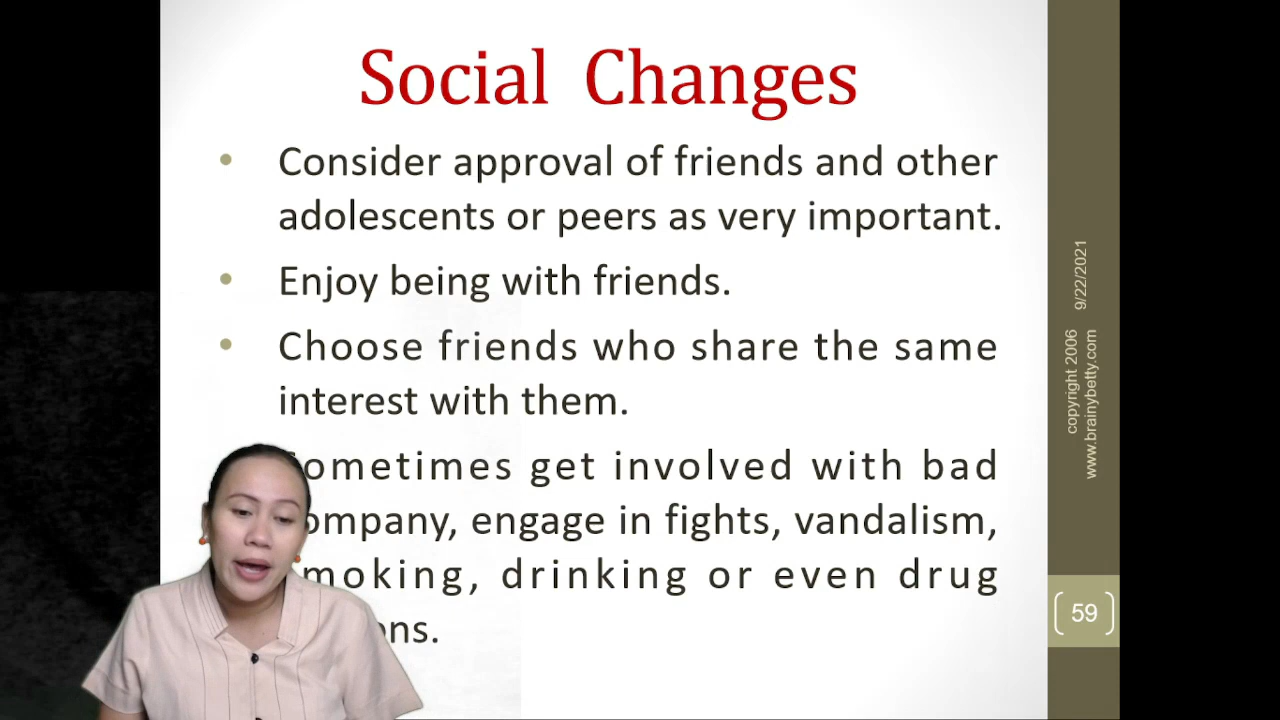 Social Changes
• Consider approval of friends and other
adolescents or peers as very important.
• Enjoy being with friends.
• Choose friends who share the same
interest with them.
Sometimes get involved with bad
company, engage in fights, vandalism,
smoking, drinking or even drug
copyright 2006 9/22/2021
www.brainybetty.com
59